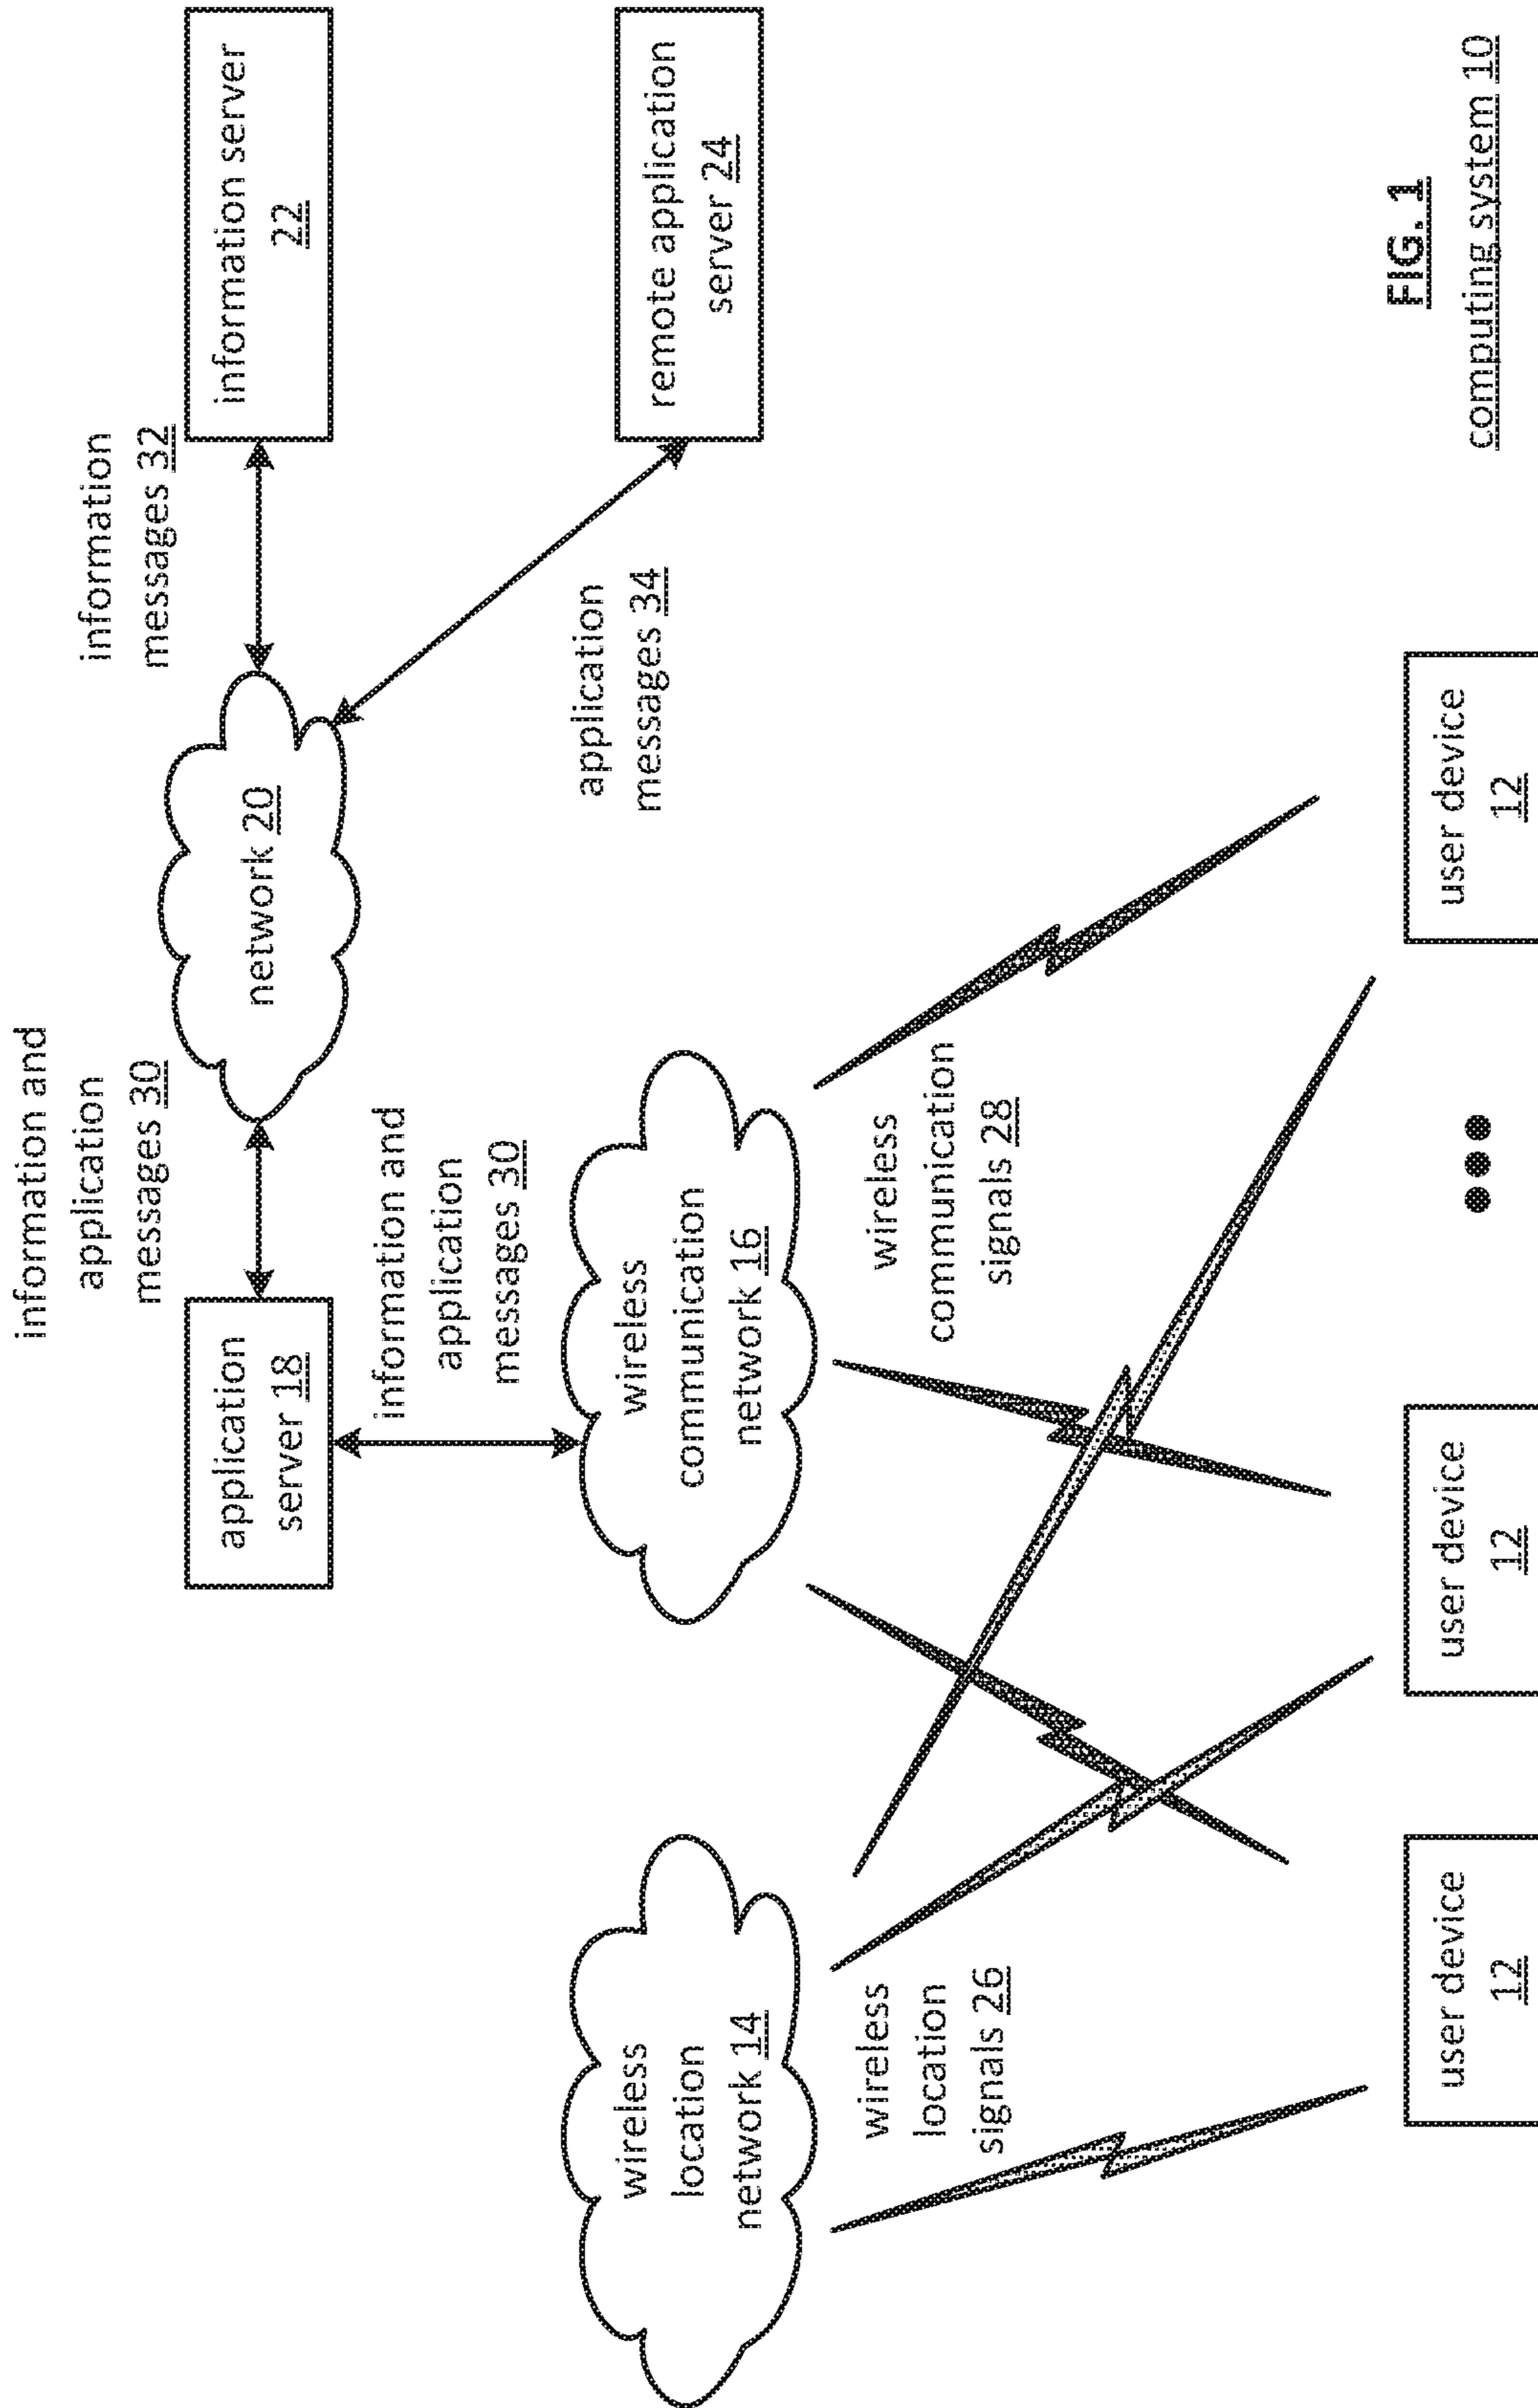 information and
application
messages 30
information
messages 32
application
server 18
network 20
information server
22
information and
application
messages 30
application
messages 34
remote application
server 24
wireless
location
network 14
wireless
communication
network 16
wireless
location
signals 26
wireless
communication
signals 28
user device
12
user device
12
user device
12
FIG. 1
computing system 10